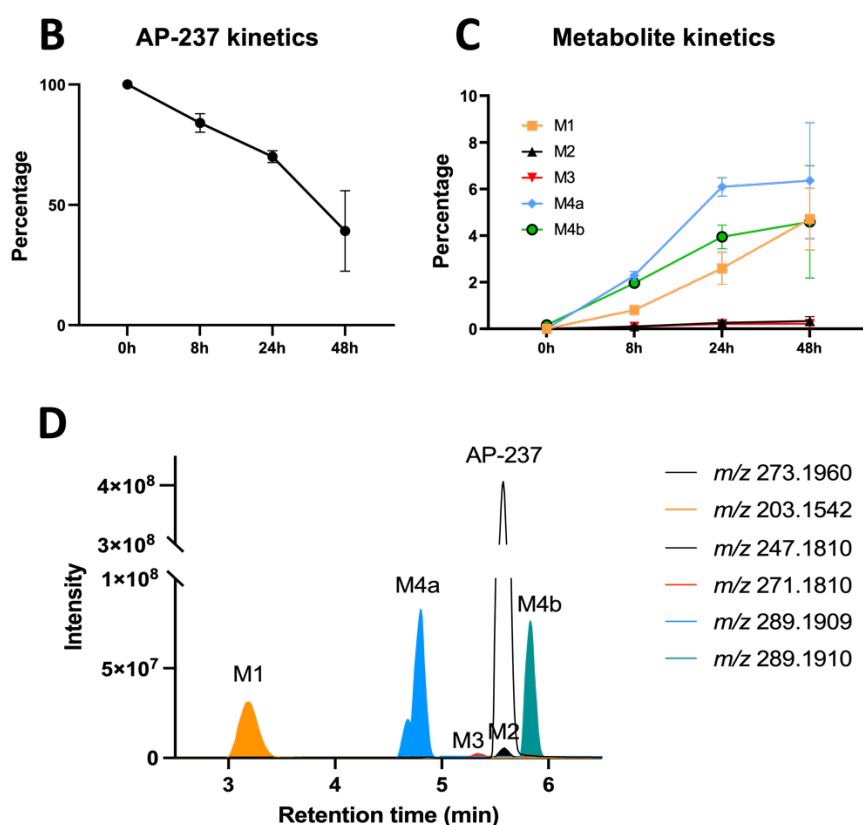 B AP-237 kinetics
Percentage
100
50
0
0h 8h 24h 48h
C Metabolite kinetics
Percentage
10
8
6
4
2
0
M1
M2
M3
M4a
M4b
0h 8h 24h 48h
D
Intensity
4×10⁸
3×10⁸
1×10⁸
5×10⁷
0
M1
M4a
M3
AP-237
M2
M4b
3 4 5 6
Retention time (min)
m/z 273.1960
m/z 203.1542
m/z 247.1810
m/z 271.1810
m/z 289.1909
m/z 289.1910